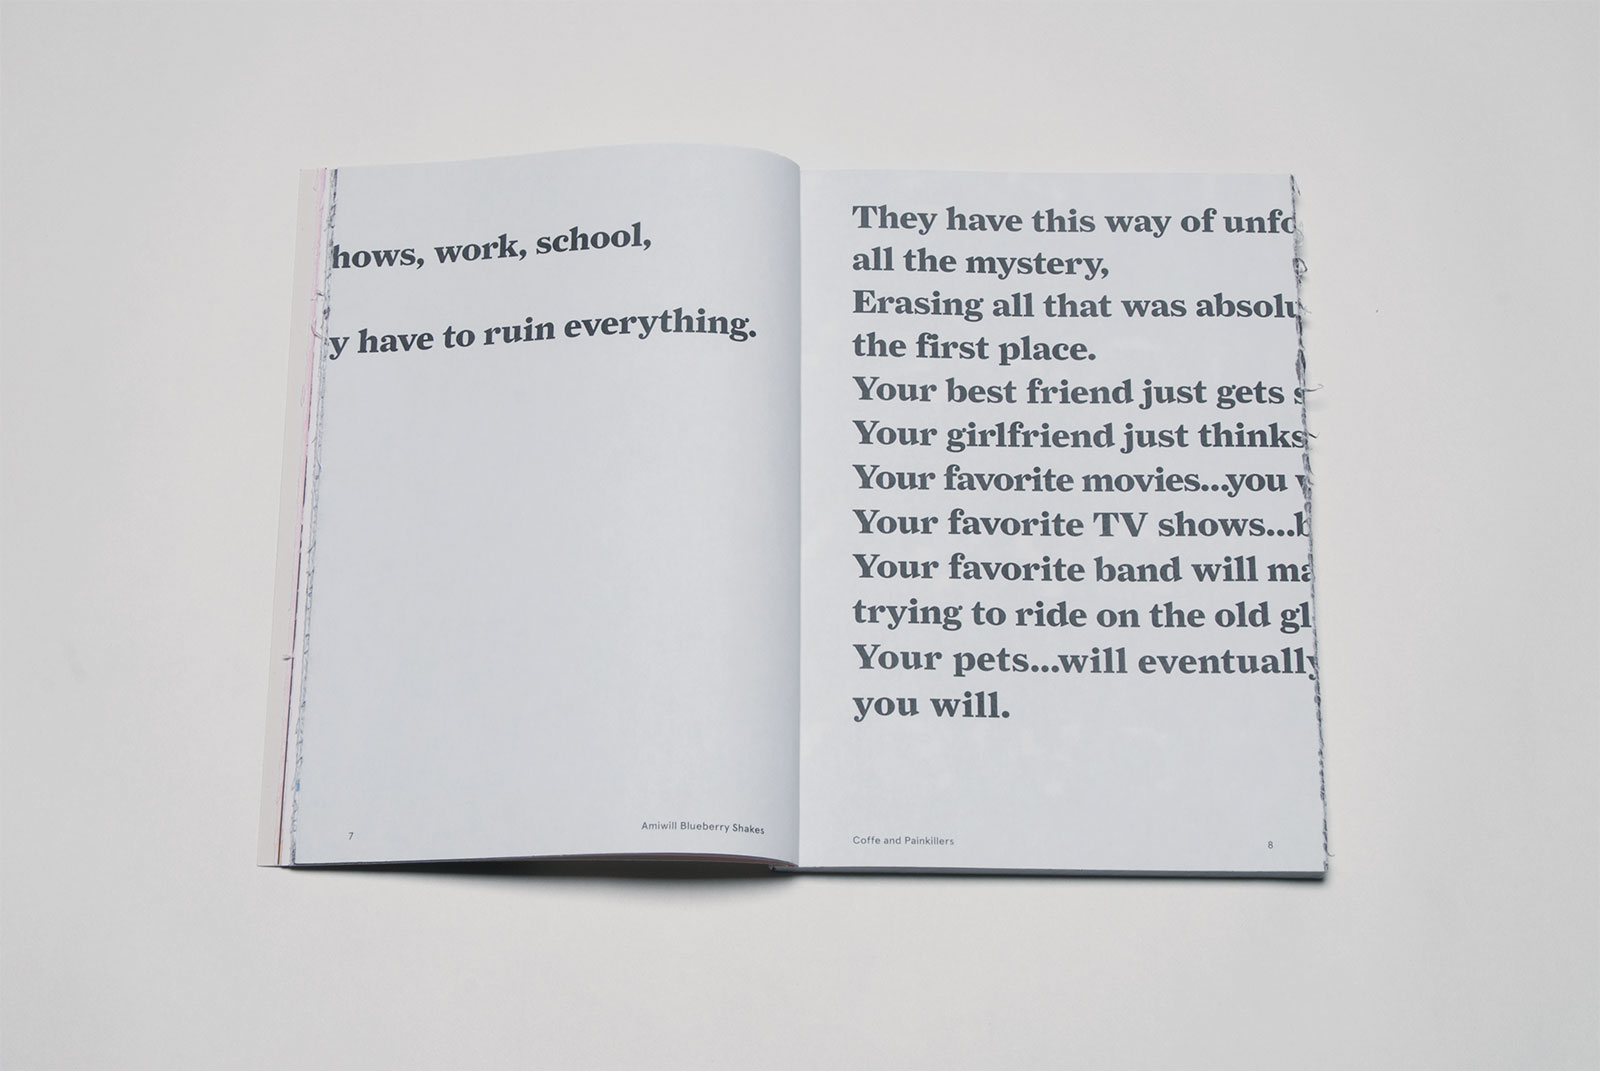 hows, work, school,
y have to ruin everything.
7
Amiwill Blueberry Shakes
They have this way of unfo
all the mystery,
Erasing all that was absolu
the first place.
Your best friend just gets s
Your girlfriend just thinks
Your favorite movies...you
Your favorite TV shows...b
Your favorite band will ma
trying to ride on the old gl
Your pets...will eventually
you will.
Coffe and Painkillers
8